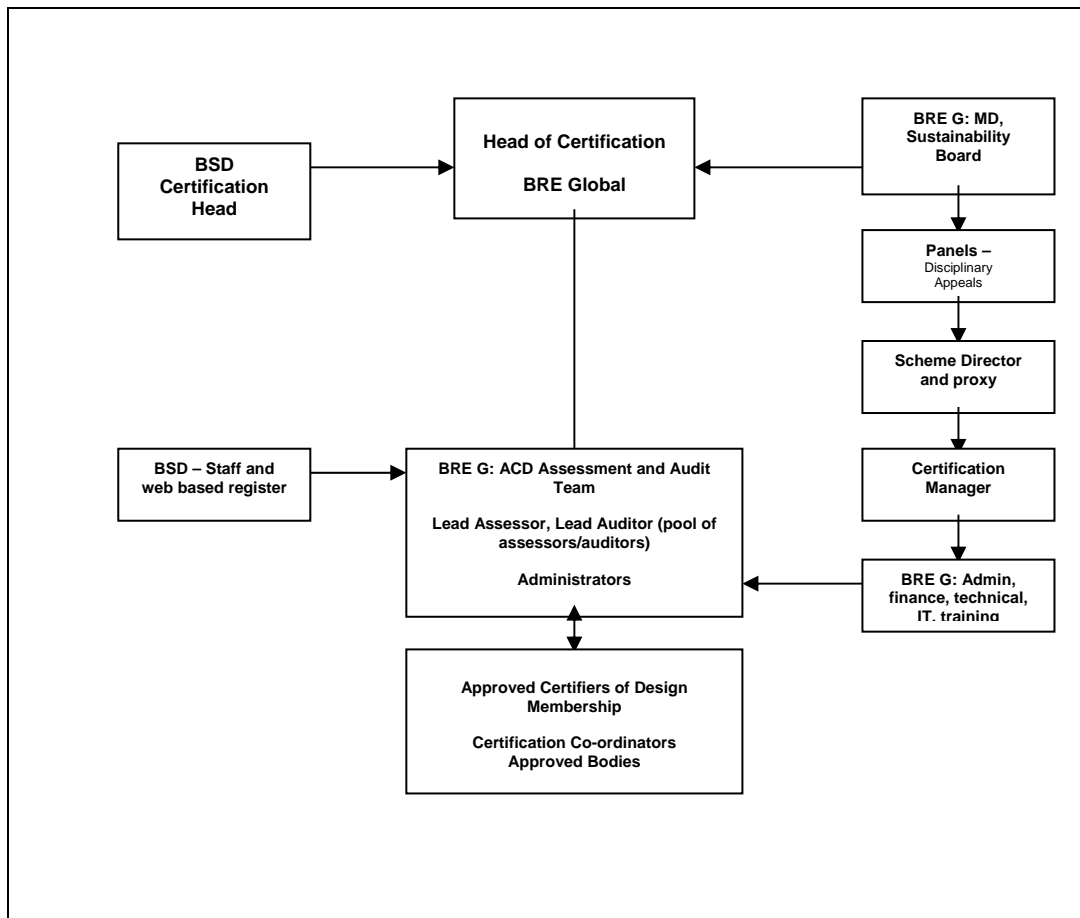 Head of Certification
BRE Global
BSD
Certification
Head
BRE G: MD,
Sustainability
Board
Panels –
Disciplinary
Appeals
Scheme Director
and proxy
BSD – Staff and
web based register
BRE G: ACD Assessment and Audit
Team
Lead Assessor, Lead Auditor (pool of
assessors/auditors)
Administrators
Certification
Manager
BRE G: Admin,
finance, technical,
IT, training
Approved Certifiers of Design
Membership
Certification Co-ordinators
Approved Bodies